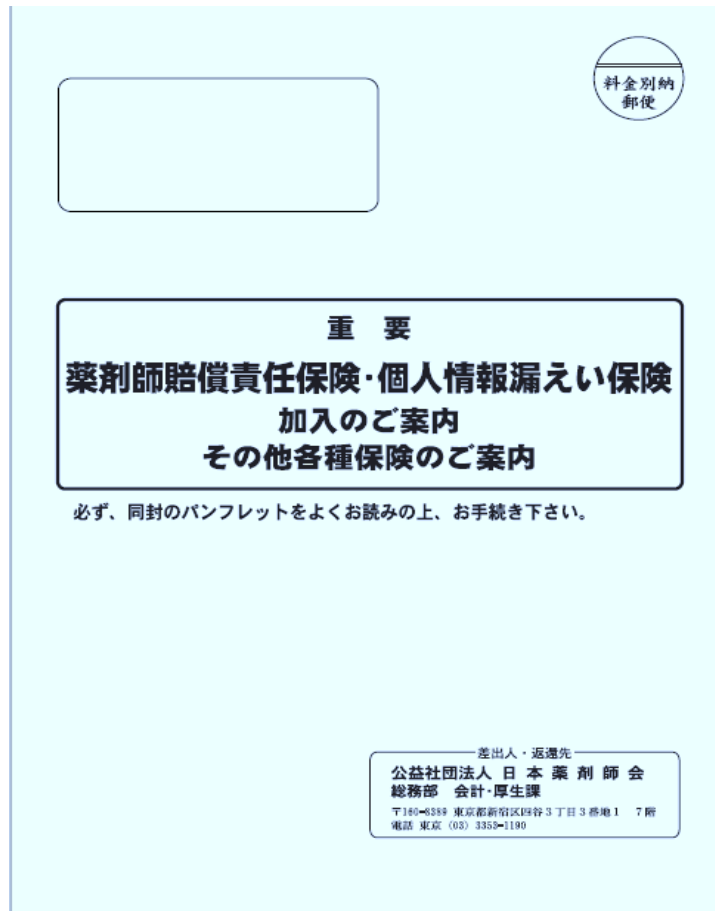 料金別納
郵便
重 要
薬剤師賠償責任保険・個人情報漏えい保険
加入のご案内
その他各種保険のご案内
必ず、同封のパンフレットをよくお読みの上、お手続き下さい。
差出人・返還先
公益社団法人 日 本 薬 剤 師 会
総務部 会計・厚生課
〒160-8389 東京都新宿区四谷3丁目3番地1 7階
電話 東京 (03) 3353-1190